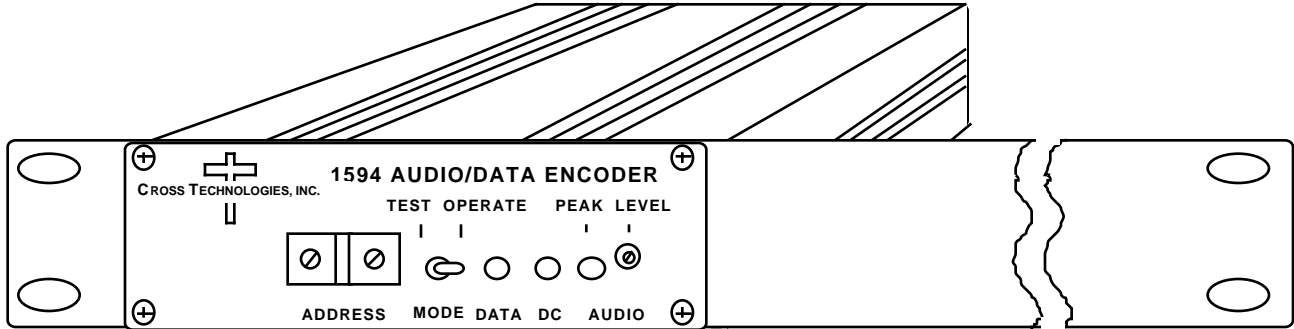 1594 AUDIO/DATA ENCODER
CROSS TECHNOLOGIES, INC.
TEST OPERATE PEAK LEVEL
ADDRESS MODE DATA DC AUDIO